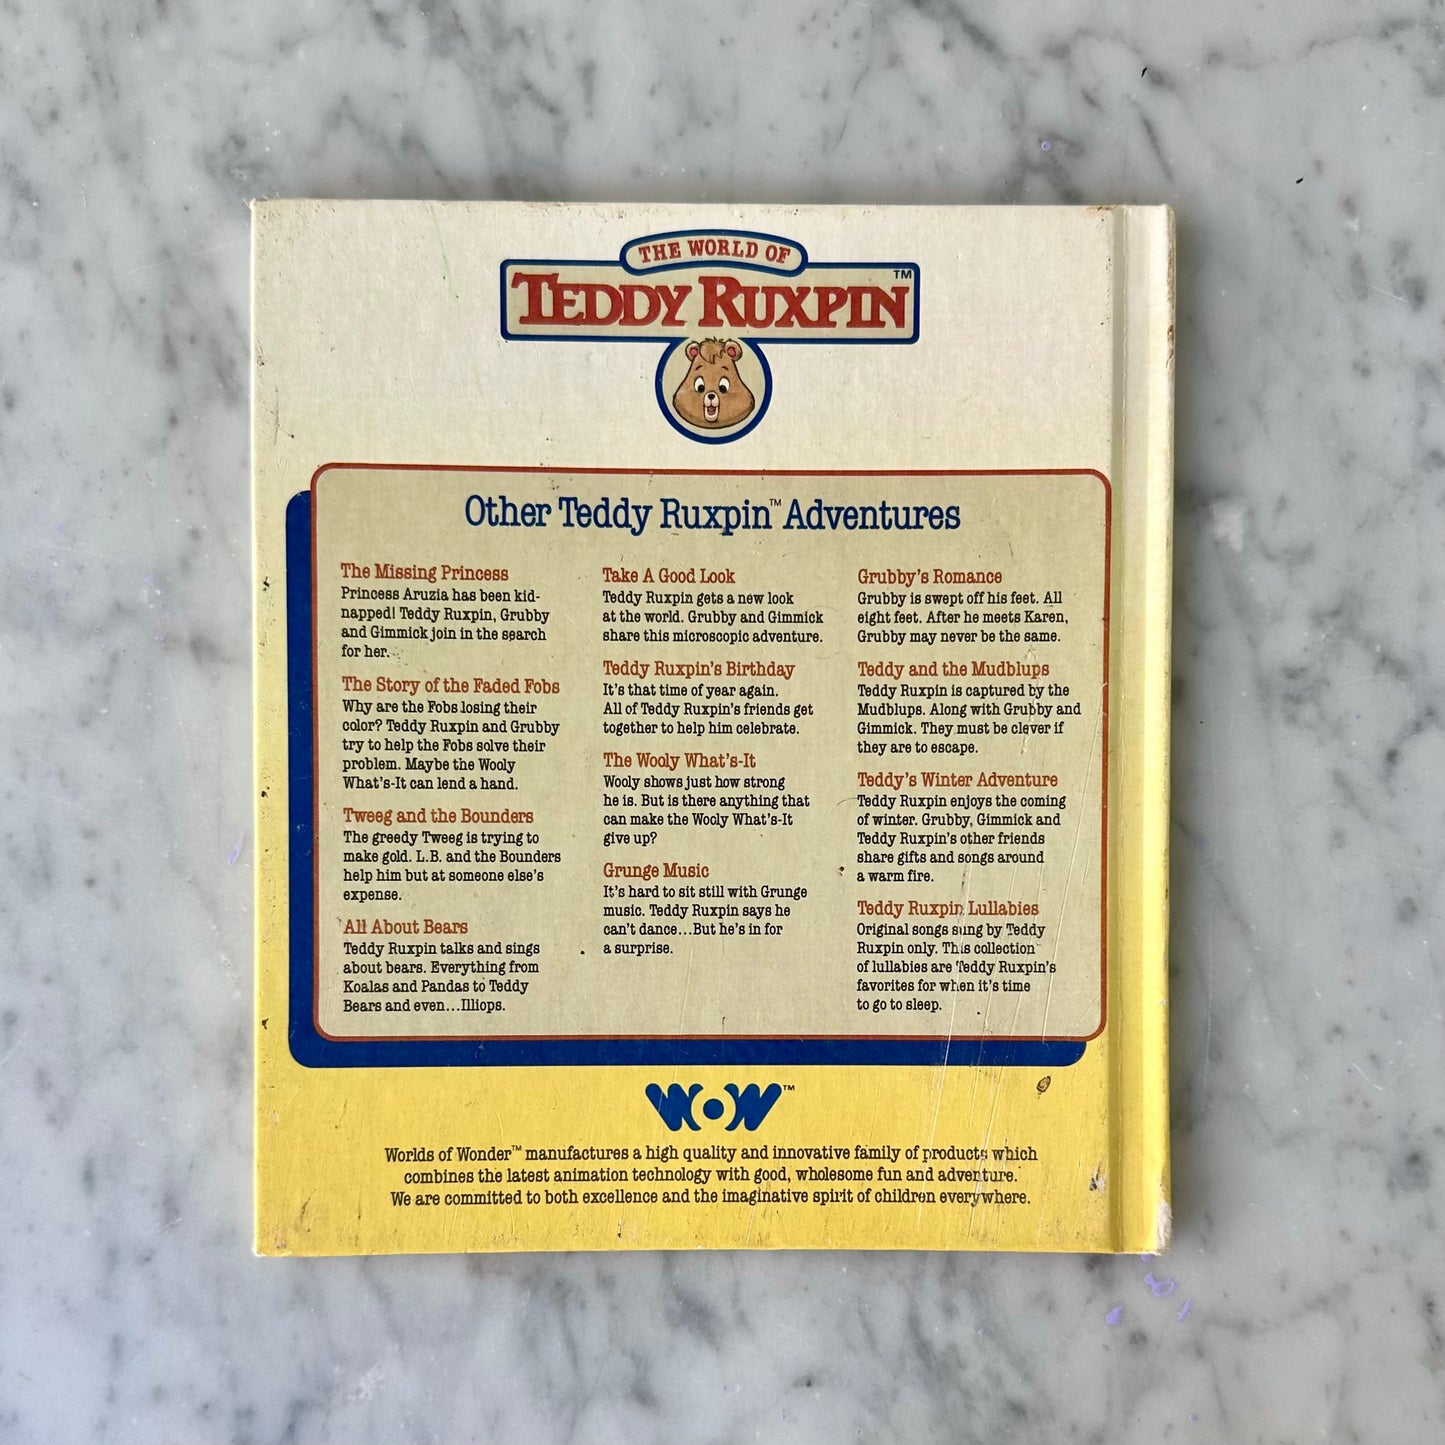 THE WORLD OF
TEDDY RUXPIN™
Other Teddy Ruxpin™ Adventures
The Missing Princess
Princess Aruzia has been kid-
napped! Teddy Ruxpin, Grubby
and Gimmick join in the search
for her.
The Story of the Faded Fobs
Why are the Fobs losing their
color? Teddy Ruxpin and Grubby
try to help the Fobs solve their
problem. Maybe the Wooly
What's-It can lend a hand.
Tweeg and the Bounders
The greedy Tweeg is trying to
make gold. L.B. and the Bounders
help him but at someone else's
expense.
All About Bears
Teddy Ruxpin talks and sings
about bears. Everything from
Koalas and Pandas to Teddy
Bears and even...Illiops.
Take A Good Look
Teddy Ruxpin gets a new look
at the world. Grubby and Gimmick
share this microscopic adventure.
Teddy Ruxpin's Birthday
It's that time of year again.
All of Teddy Ruxpin's friends get
together to help him celebrate.
The Wooly What's-It
Wooly shows just how strong
he is. But is there anything that
can make the Wooly What's-It
give up?
Grunge Music
It's hard to sit still with Grunge
music. Teddy Ruxpin says he
can't dance...But he's in for
a surprise.
Grubby's Romance
Grubby is swept off his feet. All
eight feet. After he meets Karen,
Grubby may never be the same.
Teddy and the Mudblups
Teddy Ruxpin is captured by the
Mudblups. Along with Grubby and
Gimmick. They must be clever if
they are to escape.
Teddy's Winter Adventure
Teddy Ruxpin enjoys the coming
of winter. Grubby, Gimmick and
Teddy Ruxpin's other friends
share gifts and songs around
a warm fire.
Teddy Ruxpin Lullabies
Original songs sung by Teddy
Ruxpin only. This collection
of lullabies are Teddy Ruxpin's
favorites for when it's time
to go to sleep.
WOW™
Worlds of Wonder™ manufactures a high quality and innovative family of products which
combines the latest animation technology with good, wholesome fun and adventure.
We are committed to both excellence and the imaginative spirit of children everywhere.